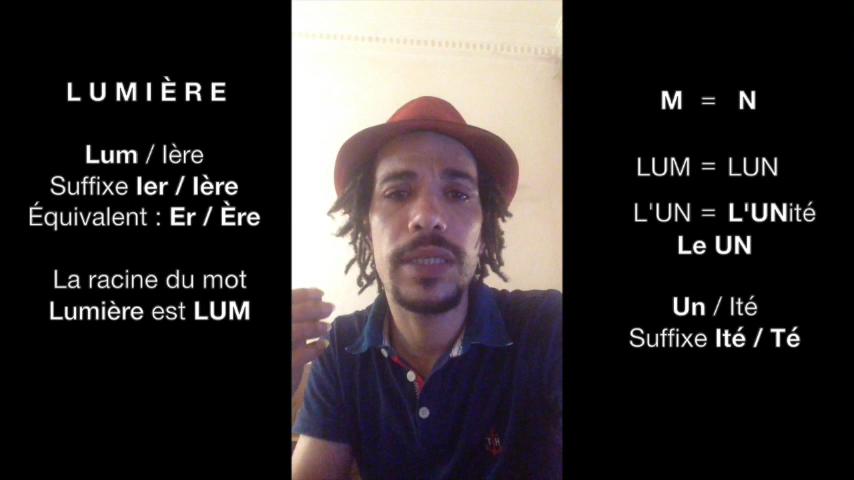 LUMIÈRE
Lum / Ière
Suffixe Ier / Ière
Équivalent : Er / Ère
La racine du mot
Lumière est LUM
M = N
LUM = LUN
L'UN = L'UNité
Le UN
Un / Ité
Suffixe Ité / Té